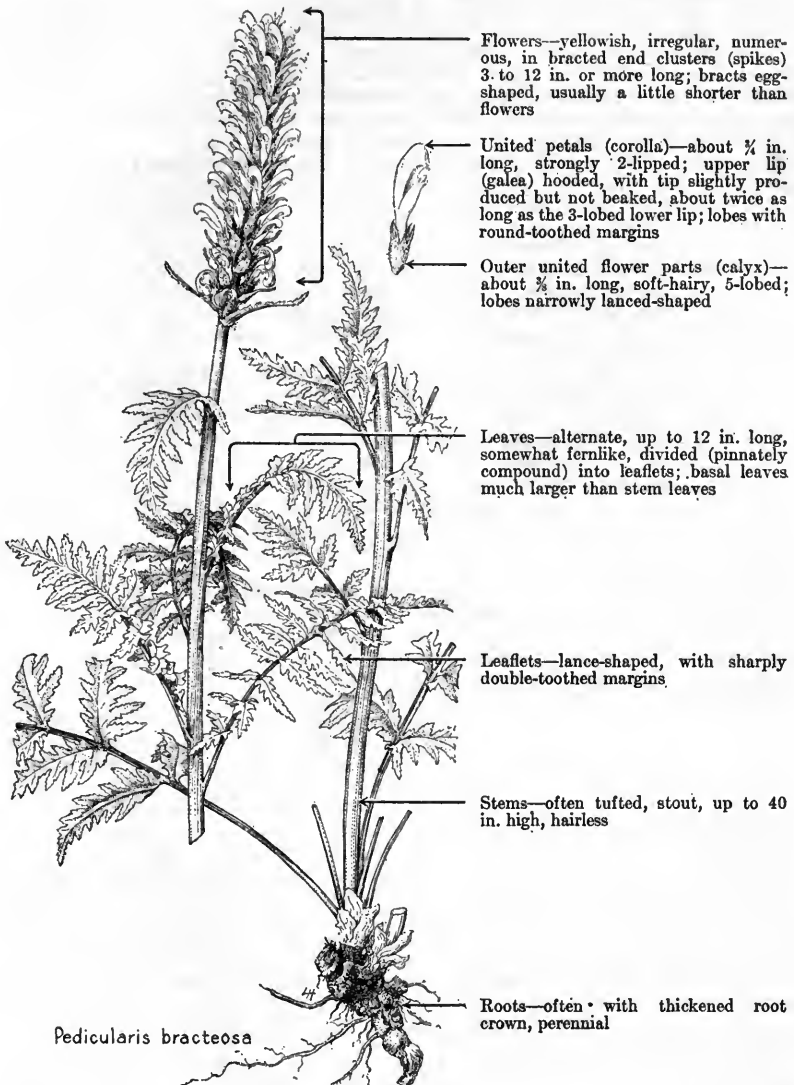 Flowers—yellowish, irregular, numer-
ous, in bracted end clusters (spikes)
3 to 12 in. or more long; bracts egg-
shaped, usually a little shorter than
flowers
United petals (corolla)—about ¾ in.
long, strongly 2-lipped; upper lip
(galea) hooded, with tip slightly pro-
duced but not beaked, about twice as
long as the 3-lobed lower lip; lobes with
round-toothed margins
Outer united flower parts (calyx)—
about ⅜ in. long, soft-hairy, 5-lobed;
lobes narrowly lanced-shaped
Leaves—alternate, up to 12 in. long,
somewhat fernlike, divided (pinnately
compound) into leaflets; basal leaves
much larger than stem leaves
Leaflets—lance-shaped, with sharply
double-toothed margins
Stems—often tufted, stout, up to 40
in. high, hairless
Roots—often with thickened root
crown, perennial
LH
Pedicularis bracteosa